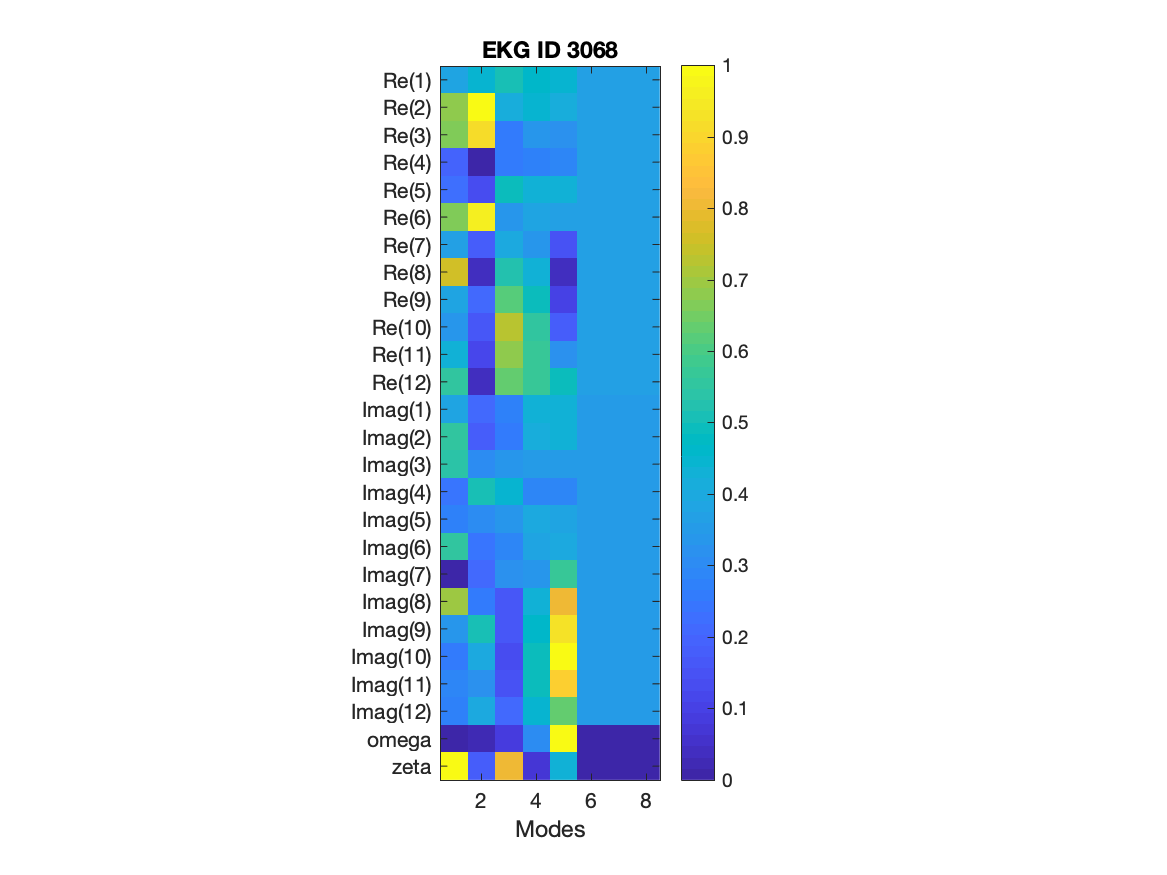 EKG ID 3068
Re(1)
Re(2)
Re(3)
Re(4)
Re(5)
Re(6)
Re(7)
Re(8)
Re(9)
Re(10)
Re(11)
Re(12)
Imag(1)
Imag(2)
Imag(3)
Imag(4)
Imag(5)
Imag(6)
Imag(7)
Imag(8)
Imag(9)
Imag(10)
Imag(11)
Imag(12)
omega
zeta
2 4 6 8
Modes
1
0.9
0.8
0.7
0.6
0.5
0.4
0.3
0.2
0.1
0